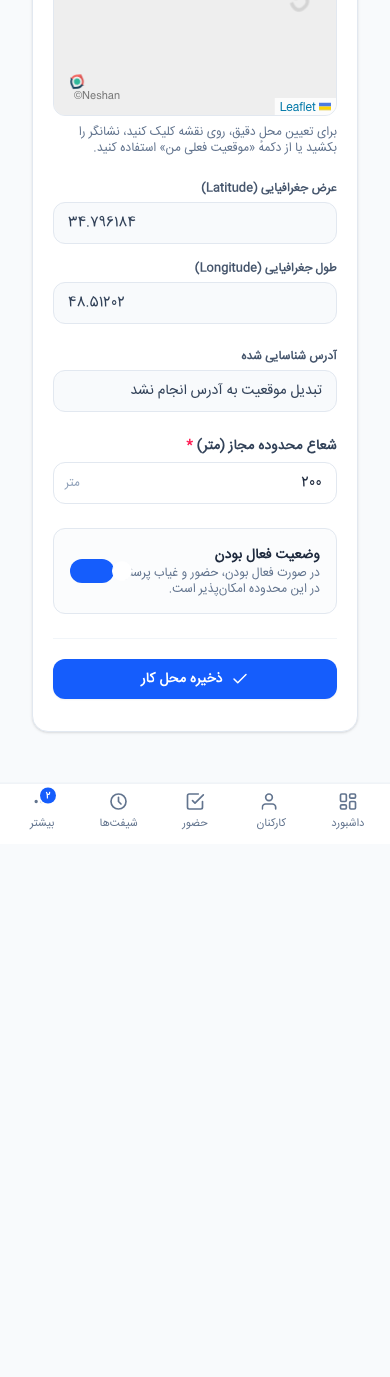 ©Neshan
Leaflet
برای تعیین محل دقیق، روی نقشه کلیک کنید، نشانگر را
بکشید یا از دکمهٔ «موقعیت فعلی من» استفاده کنید.
عرض جغرافیایی (Latitude)
۳۴.۷۹۶۱۸۴
طول جغرافیایی (Longitude)
۴۸.۵۱۲۰۲
آدرس شناسایی شده
تبدیل موقعیت به آدرس انجام نشد
شعاع محدوده مجاز (متر) *
۲۰۰ متر
وضعیت فعال بودن
در صورت فعال بودن، حضور و غیاب
در این محدوده امکان‌پذیر است.
ذخیره محل کار
۲
داشبورد کارکنان حضور شیفت‌ها بیشتر